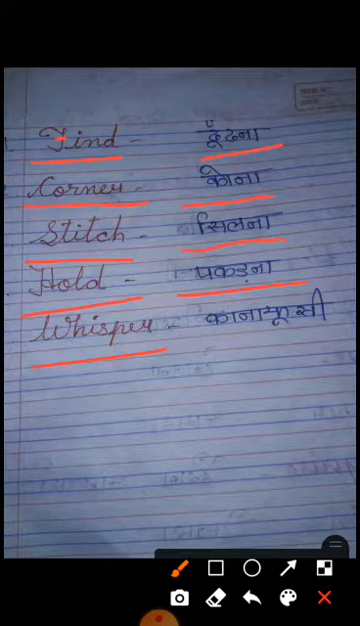 Find - ढूँढना
Corner - कोना
Stitch - सिलना
Hold - पकड़ना
Whisper - कानाफूसी